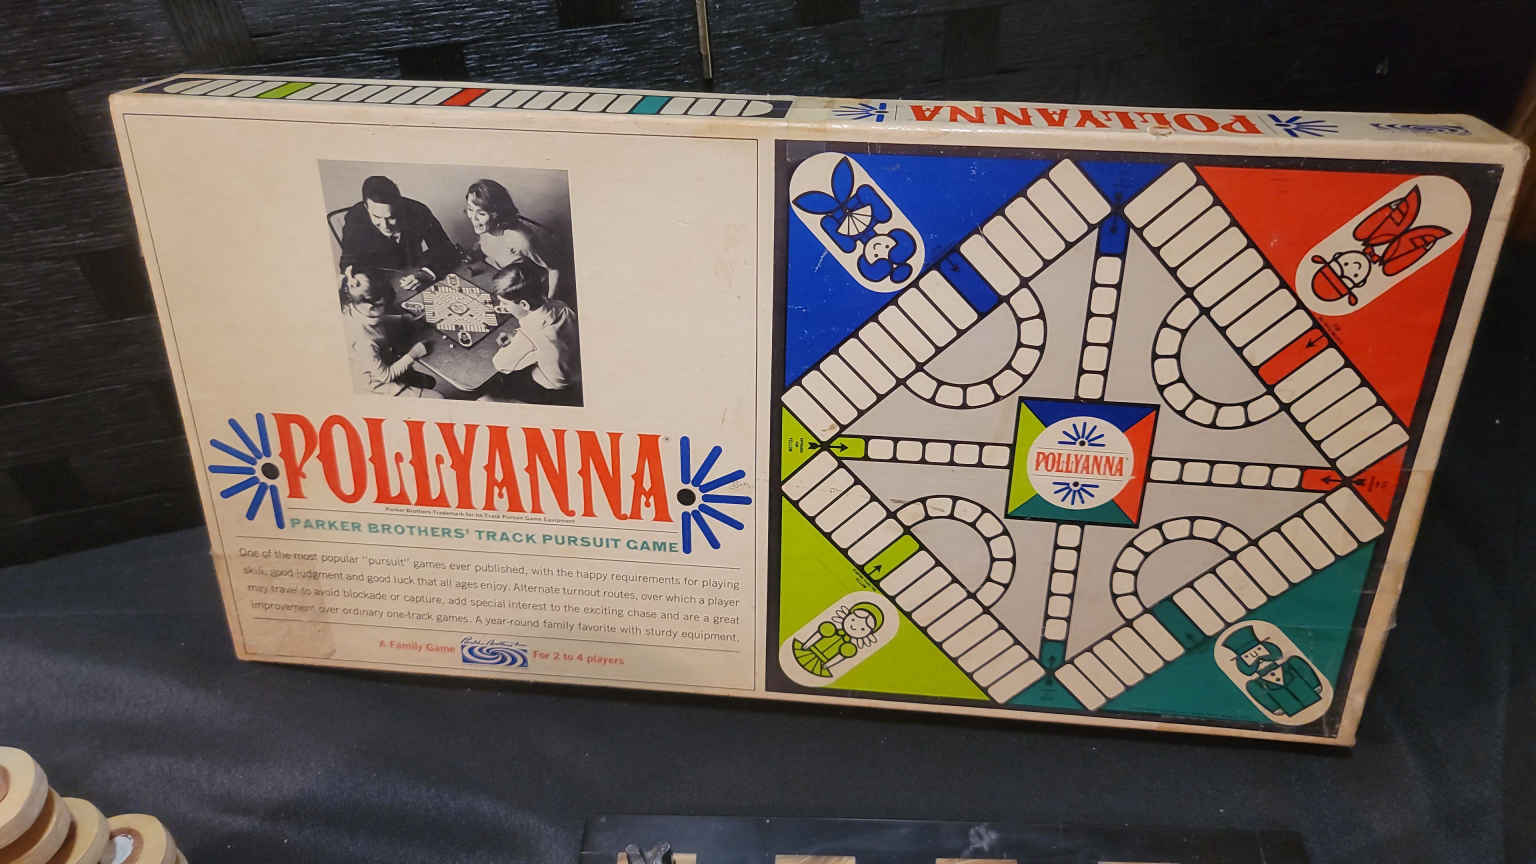 POLLYANNA
POLLYANNA®
Parker Brothers Trademark for its Track Pursuit Game Equipment
PARKER BROTHERS' TRACK PURSUIT GAME
One of the most popular "pursuit" games ever published, with the happy requirements for playing
skill, good judgment and good luck that all ages enjoy. Alternate turnout routes, over which a player
may travel to avoid blockade or capture, add special interest to the exciting chase and are a great
improvement over ordinary one-track games. A year-round family favorite with sturdy equipment.
A Family Game
Parker Brothers Inc
For 2 to 4 players
POLLYANNA